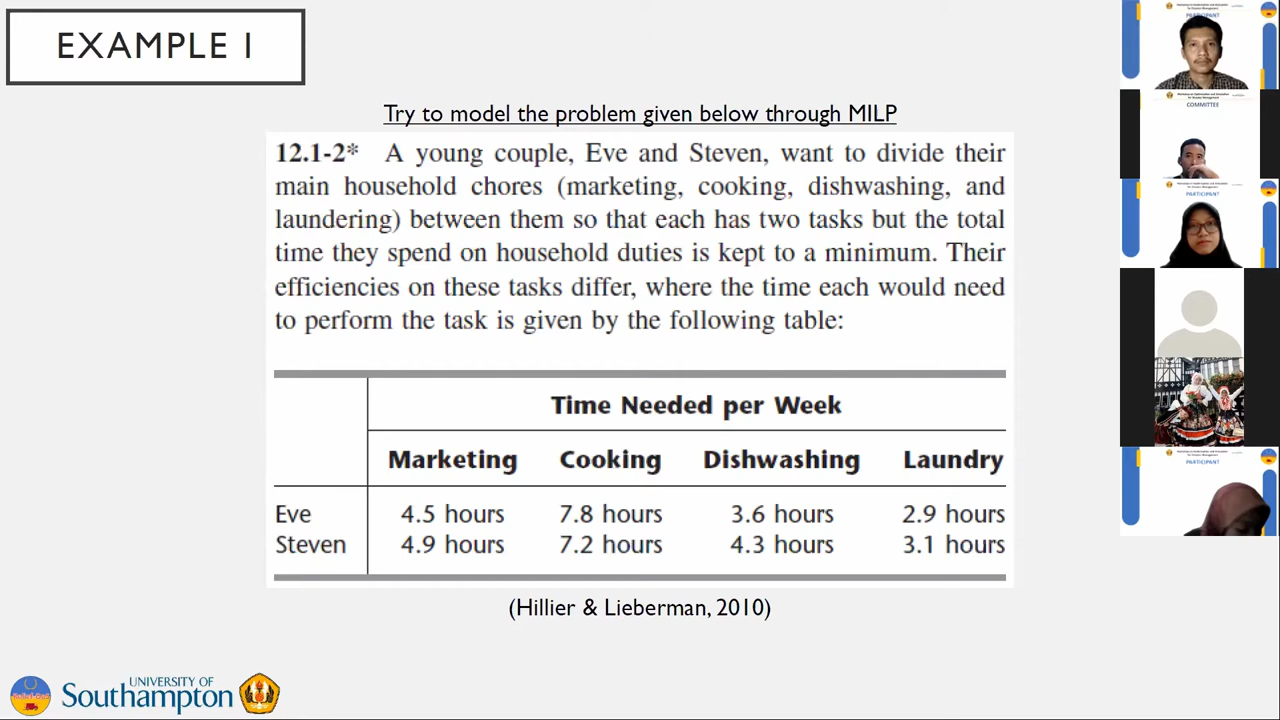 EXAMPLE I
Try to model the problem given below through MILP
12.1-2* A young couple, Eve and Steven, want to divide their
main household chores (marketing, cooking, dishwashing, and
laundering) between them so that each has two tasks but the total
time they spend on household duties is kept to a minimum. Their
efficiencies on these tasks differ, where the time each would need
to perform the task is given by the following table:
Time Needed per Week
Marketing Cooking Dishwashing Laundry
Eve 4.5 hours 7.8 hours 3.6 hours 2.9 hours
Steven 4.9 hours 7.2 hours 4.3 hours 3.1 hours
(Hillier & Lieberman, 2010)
UNIVERSITY OF
Southampton
COMMITTEE
PARTICIPANT
PARTICIPANT